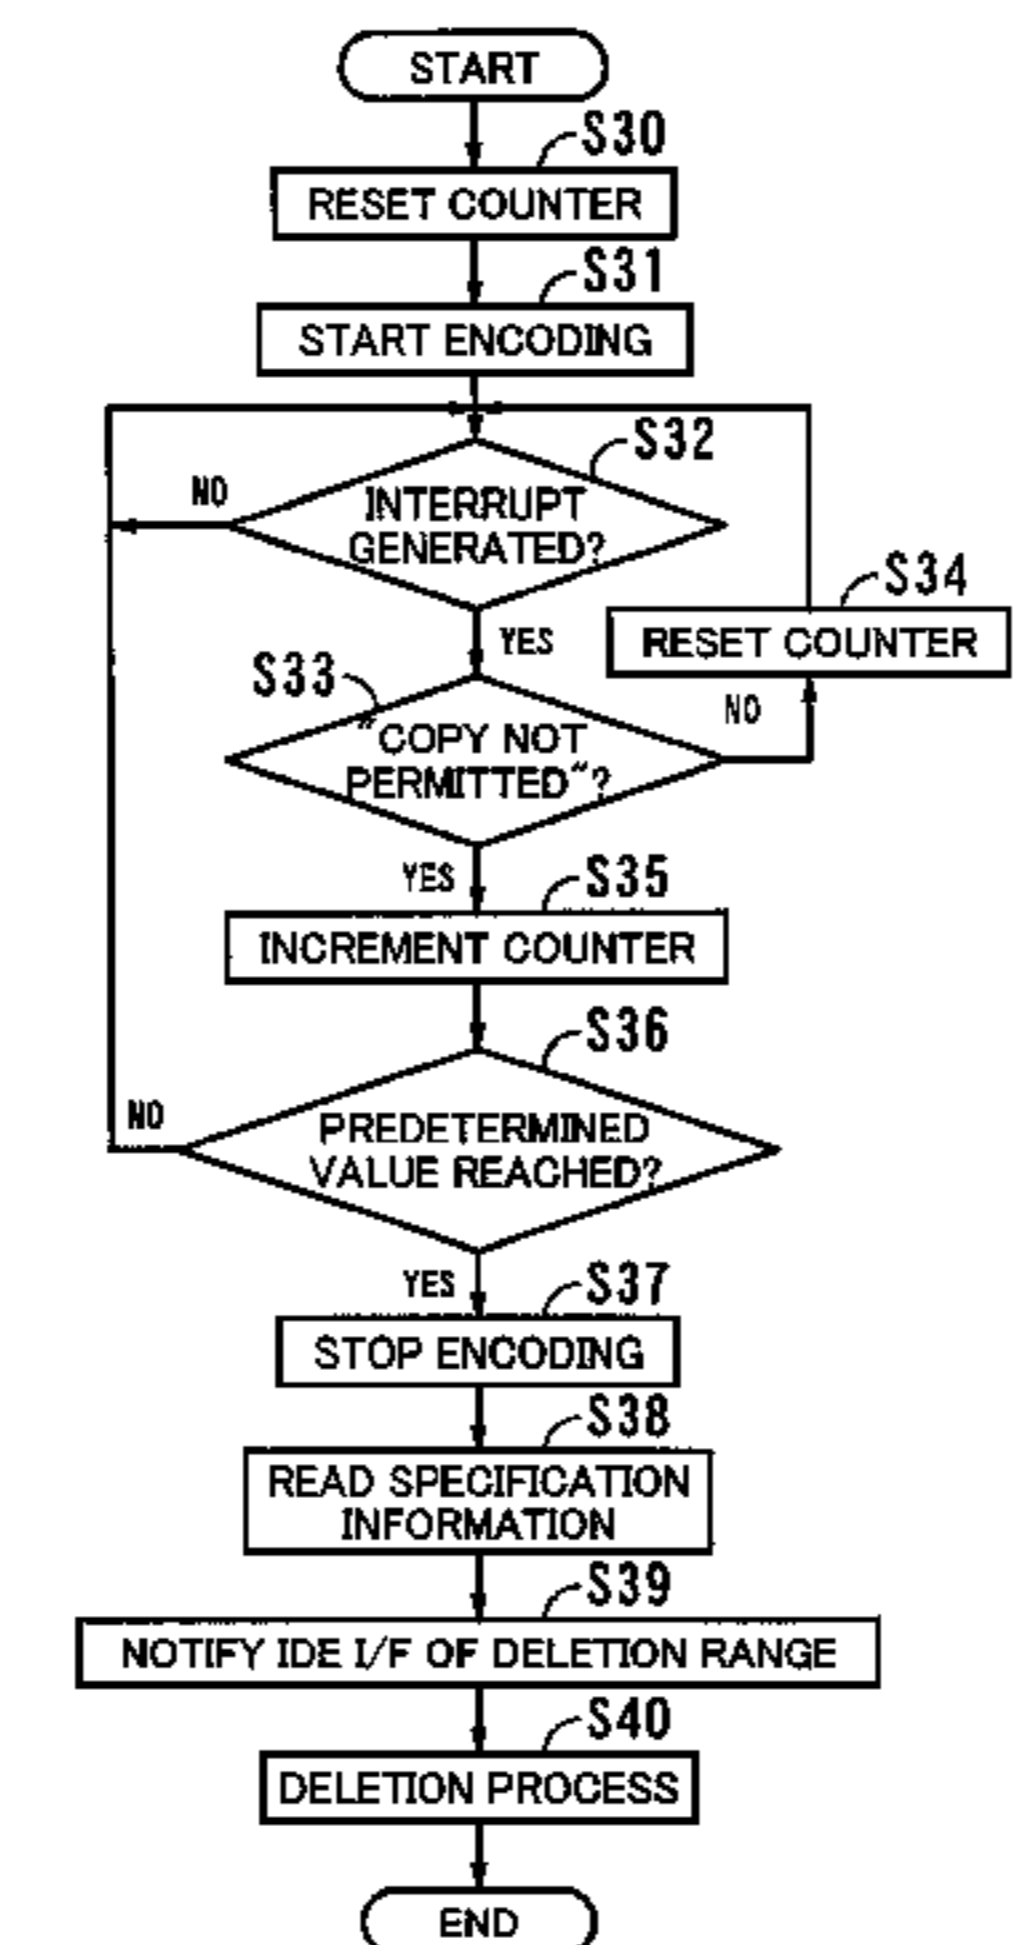 START
S30
RESET COUNTER
S31
START ENCODING
S32
NO
INTERRUPT
GENERATED?
S34
YES
RESET COUNTER
S33
NO
"COPY NOT
PERMITTED"?
YES
S35
INCREMENT COUNTER
S36
NO
PREDETERMINED
VALUE REACHED?
YES
S37
STOP ENCODING
S38
READ SPECIFICATION
INFORMATION
S39
NOTIFY IDE I/F OF DELETION RANGE
S40
DELETION PROCESS
END